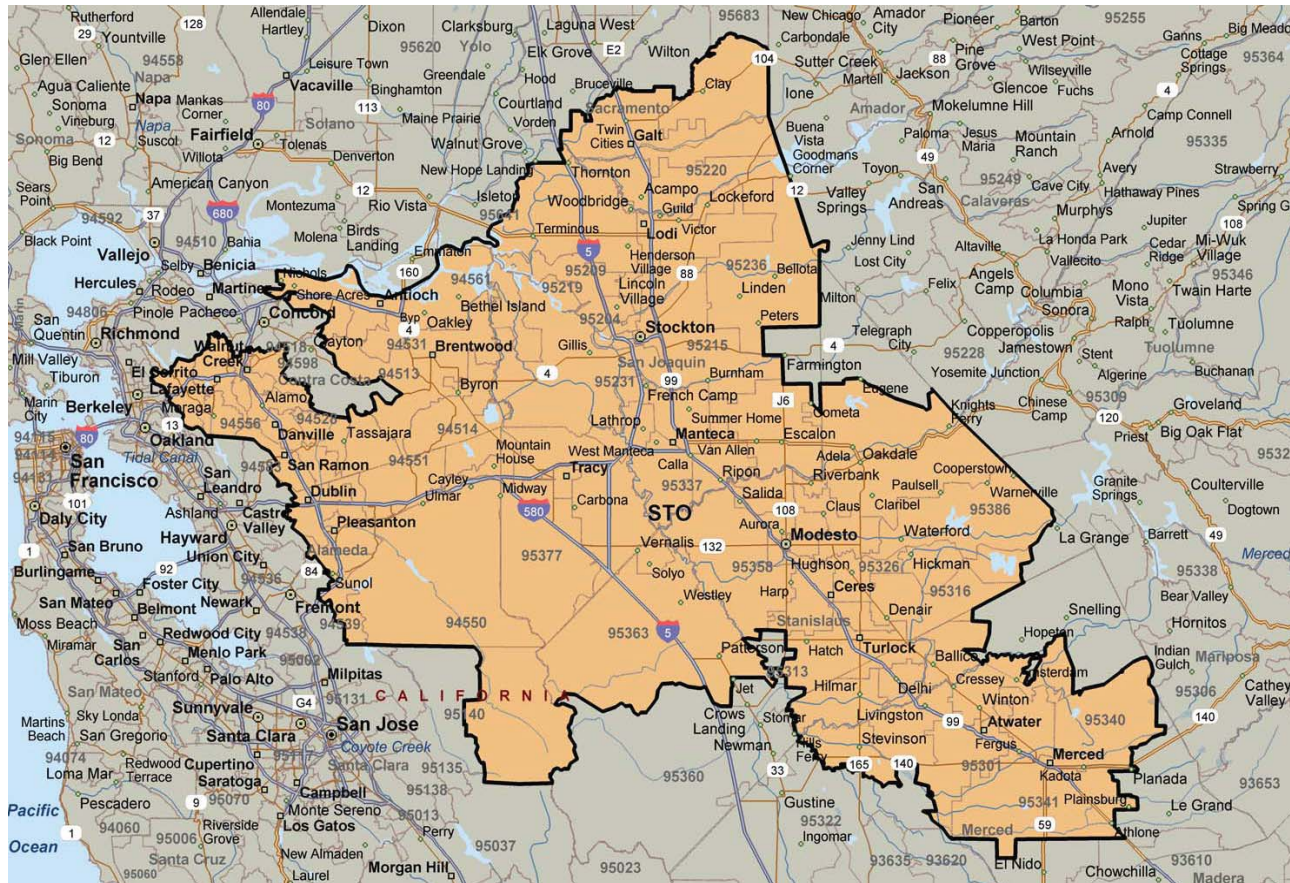 Rutherford
128
Allendale
Hartley
Dixon
Clarksburg
Yolo
Laguna West
95683
New Chicago
Amador
City
Pioneer
Barton
95255
29
Yountville
Elk Grove
E2
Wilton
Carbondale
Amador
West Point
Ganns
Big Meadow
Glen Ellen
94558
Napa
Leisure Town
95620
Greendale
Hood
Bruceville
Clay
104
Sutter Creek
Martell
88
Pine
Grove
Wilseyville
Cottage
Springs
95364
Agua Caliente
Sonoma
Vineburg
Napa
Mankas
Corner
80
Vacaville
Binghamton
113
Maine Prairie
Courtland
Vorden
Sacramento
Ione
Jackson
Glencoe
Fuchs
4
Sonoma
12
Napa
Suscol
Fairfield
Solano
Tolenas
Walnut Grove
Twin
Cities
Galt
Buena
Vista
Amador
Mokelumne Hill
Camp Connell
Big Bend
Willota
Denverton
New Hope Landing
Thornton
95220
Goodmans
Corner
Paloma
49
Jesus
Maria
Mountain
Ranch
Arnold
95335
Sears
Point
American Canyon
12
Isleton
Acampo
Lockeford
12
Toyon
95249
Avery
Strawberry
94592
37
680
Montezuma
Rio Vista
95641
Woodbridge
Guild
Valley
Springs
San
Andreas
Cave City
Calaveras
Hathaway Pines
Black Point
94510
Bahia
Molena
Birds
Landing
Terminous
Lodi
Victor
Murphys
Jupiter
108
Vallejo
Selby
Benicia
Emmaton
5
Henderson
Village
Jenny Lind
Lost City
Altaville
La Honda Park
Vallecito
Cedar
Ridge
Mi-Wuk
Village
Hercules
Rodeo
Nichols
160
94561
95209
95219
88
95236
Bellota
Felix
Angels
Camp
95346
Marin
Martinez
Shore Acres
Antioch
Lincoln
Village
Linden
Milton
Columbia
Mono
Vista
Twain Harte
San
Quentin
94806
Pinole
Pacheco
Byp
Bethel Island
Oakley
95204
Peters
Sonora
Ralph
Tuolumne
Richmond
Concord
4
Stockton
Telegraph
City
Copperopolis
Mill Valley
Walnut
Creek
94518
Clayton
94531
Brentwood
Gillis
95215
4
Jamestown
Stent
Tuolumne
Tiburon
El Cerrito
94598
San Joaquin
Farmington
95228
Algerine
Buchanan
Lafayette
Contra Costa
94513
4
95231
Burnham
Yosemite Junction
Marin
City
Berkeley
Moraga
Alamo
Byron
99
Eugene
95309
13
94556
94526
French Camp
J6
Knights
Ferry
Chinese
Camp
120
Groveland
94115
80
Oakland
Danville
Tassajara
94514
Lathrop
Summer Home
Cometa
Priest
Big Oak Flat
94114
Tidal Canal
Mountain
House
Manteca
Escalon
San
Francisco
94583
San Ramon
94551
West Manteca
Van Allen
Adela
Oakdale
San
Leandro
Tracy
Calla
Ripon
Riverbank
Cooperstown
Granite
Springs
101
Dublin
Cayley
Midway
95337
Paulsell
Coulterville
Daly City
Ashland
Castro
Valley
Ulmar
Carbona
Salida
Warnerville
Dogtown
580
STO
108
Claus
Claribel
95386
Pleasanton
Aurora
Waterford
1
San Bruno
Hayward
Alameda
95377
Modesto
La Grange
Barrett
49
Burlingame
92
Union City
Vernalis
132
Merced
Foster City
84
Sunol
95358
Hughson
95326
Hickman
95338
San Mateo
94536
Solyo
Belmont
Newark
Fremont
Westley
Harp
Ceres
95316
Bear Valley
Moss Beach
Redwood City
94539
94550
Denair
Snelling
Miramar
San
Carlos
Menlo Park
94538
95363
5
Stanislaus
Hopeton
Hornitos
Stanford
Palo Alto
95002
Milpitas
Patterson
Hatch
Turlock
Ballico
Indian
Gulch
Mariposa
San Mateo
95131
CALIFORNIA
95313
Cressey
Amsterdam
Sunnyvale
G4
Jet
Hilmar
Delhi
Winton
95306
Cathey
Valley
Martins
Beach
Sky Londa
San Jose
95140
Crows
Landing
Livingston
99
Atwater
95340
San Gregorio
Santa Clara
Coyote Creek
Newman
Stevinson
Fergus
140
94074
Redwood
Terrace
Cupertino
95117
Santa Clara
95135
Hills
Ferry
Merced
Loma Mar
Saratoga
95360
33
165
140
95301
Kadota
Planada
93653
Pacific
Ocean
Pescadero
9
95070
Campbell
95138
Gustine
95341
Plainsburg
Monte Sereno
95013
95322
Le Grand
1
94060
Riverside
Grove
Los Gatos
Perry
Ingomar
Merced
59
Athlone
95006
Santa Cruz
New Almaden
95037
95060
Laurel
Morgan Hill
95023
93635
93620
El Nido
Chowchilla
93610
Madera